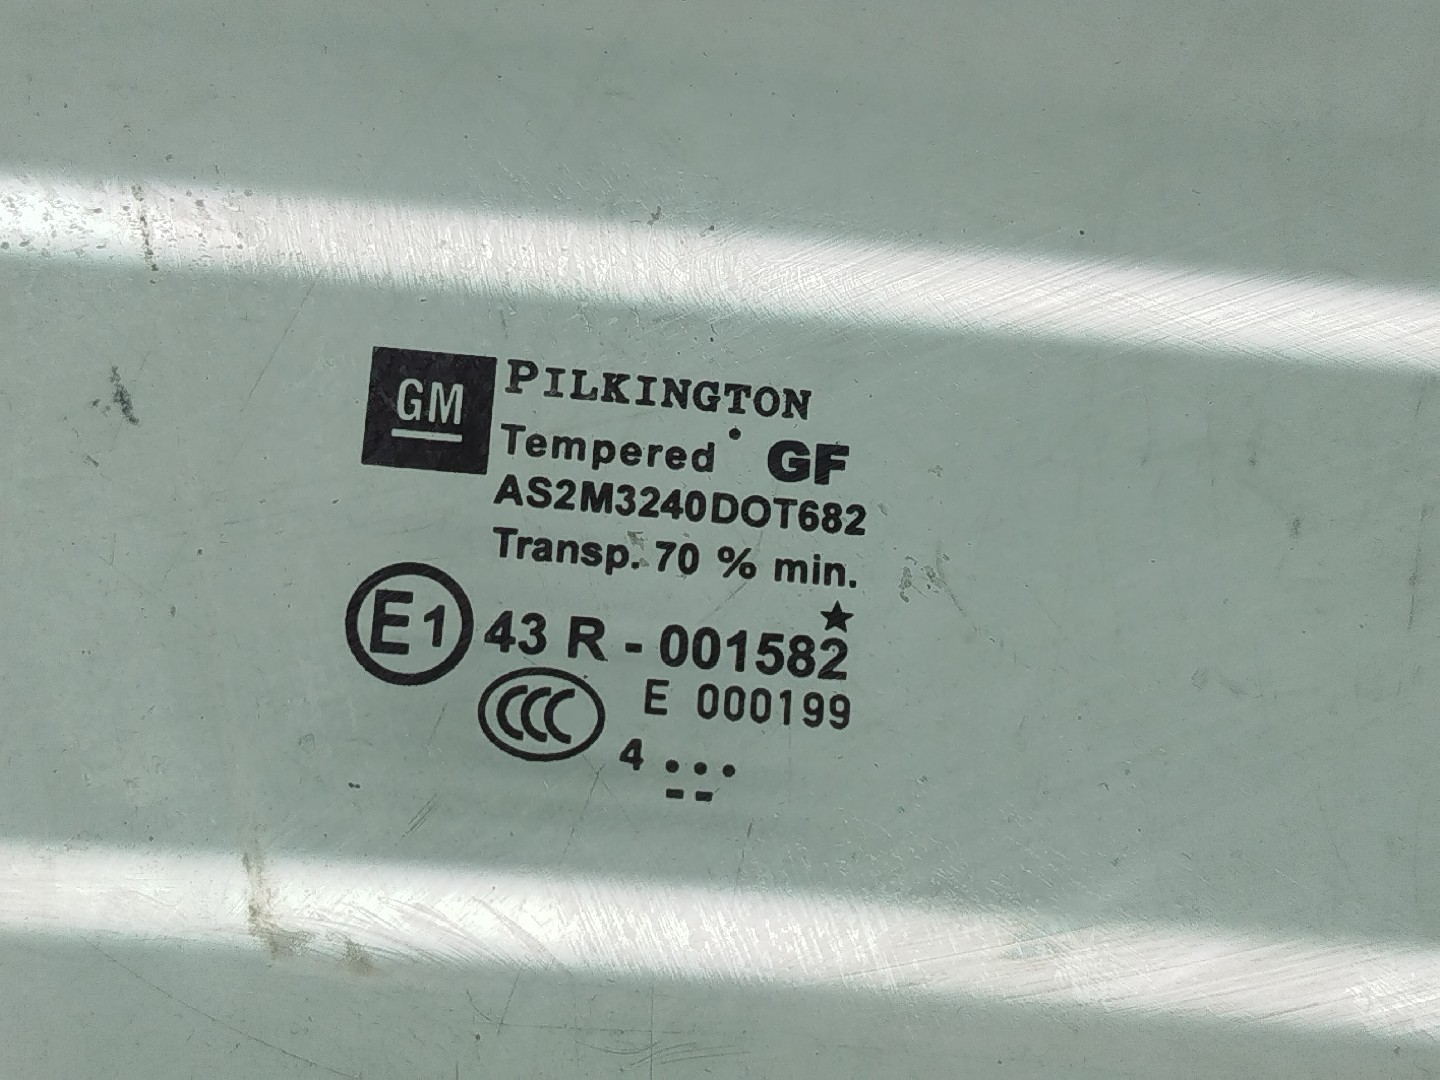 GM
PILKINGTON
Tempered GF
AS2M3240DOT682
Transp. 70 % min.
E1 43 R - 001582
CCC E 000199
4